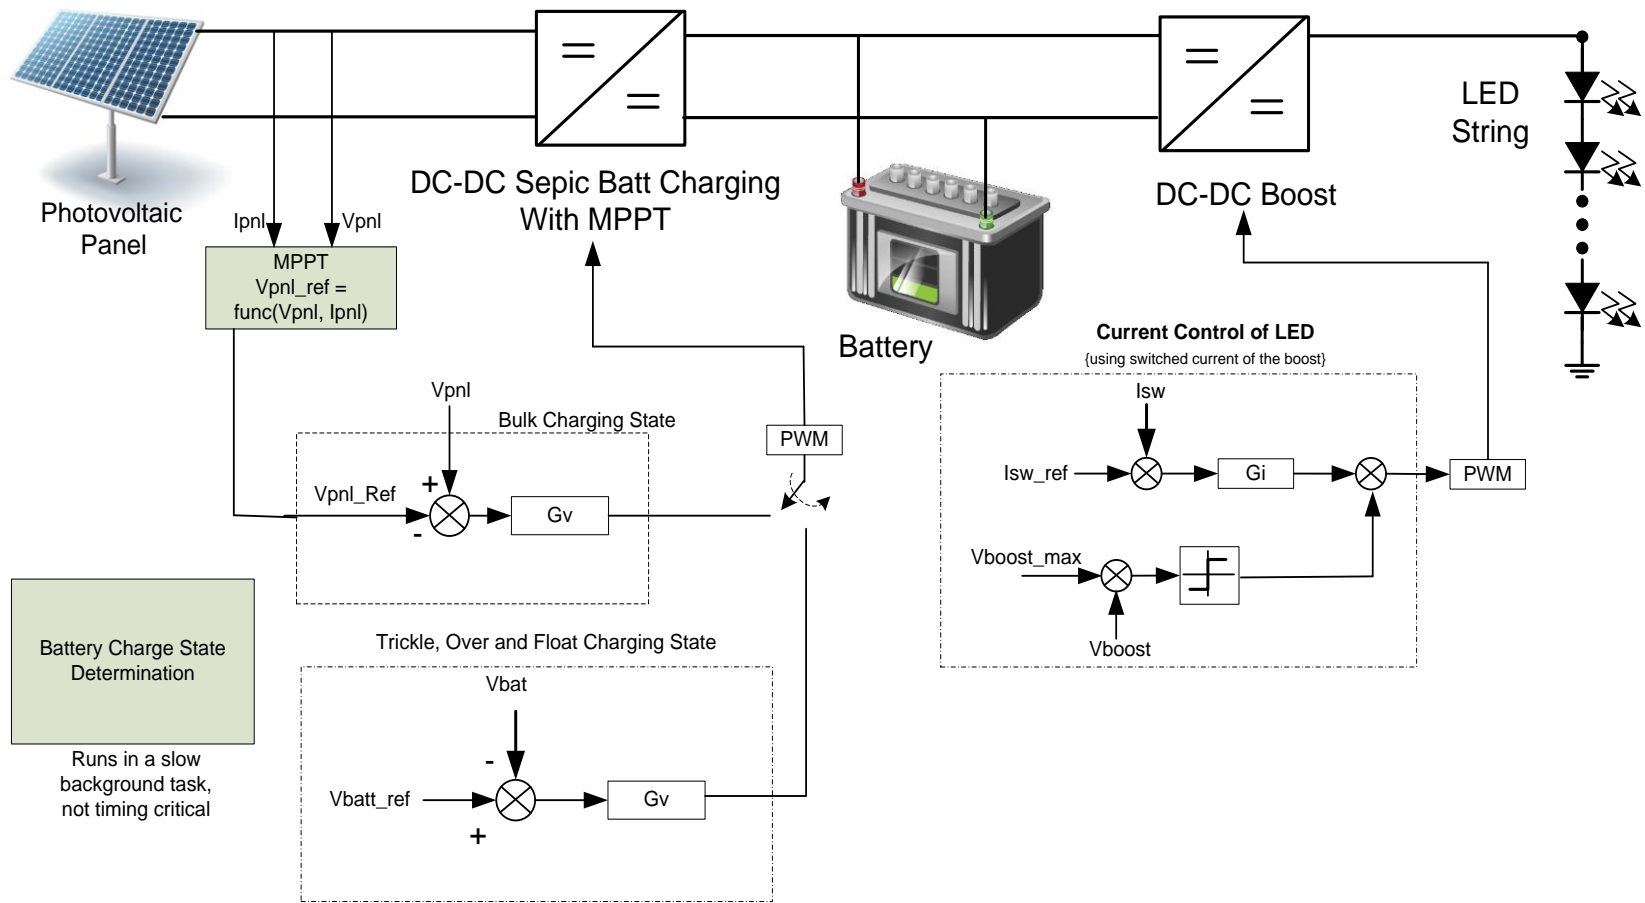 Photovoltaic
Panel
Ipnl
Vpnl
MPPT
Vpnl_ref =
func(Vpnl, Ipnl)
DC-DC Sepic Batt Charging
With MPPT
Battery
DC-DC Boost
LED
String
Vpnl
Bulk Charging State
Vpnl_Ref
+
-
Gv
PWM
Battery Charge State
Determination
Runs in a slow
background task,
not timing critical
Trickle, Over and Float Charging State
Vbat
-
Vbatt_ref
+
Gv
Current Control of LED
{using switched current of the boost}
Isw
Isw_ref
Gi
PWM
Vboost_max
Vboost